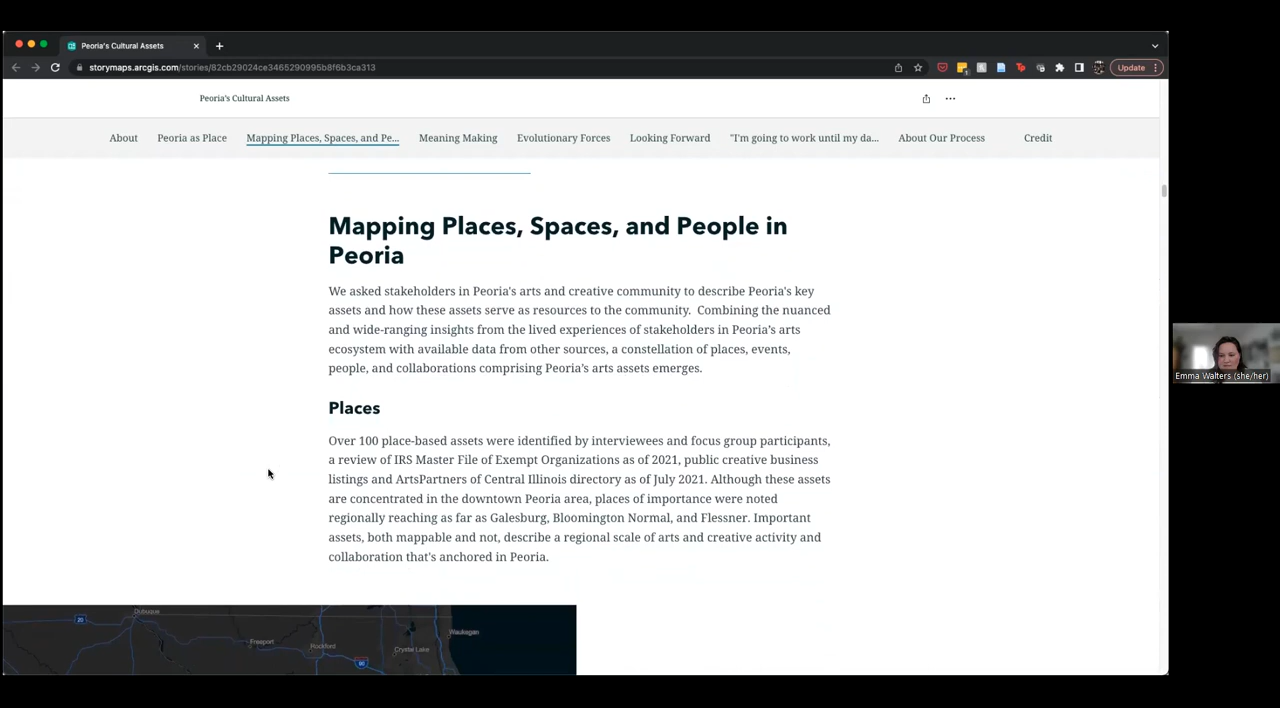 Peoria's Cultural Assets
storymaps.arcgis.com/stories/82cb29024ce3465290995b8f6b3ca313
Update
Peoria's Cultural Assets
About
Peoria as Place
Mapping Places, Spaces, and Pe...
Meaning Making
Evolutionary Forces
Looking Forward
"I'm going to work until my da...
About Our Process
Credit
Mapping Places, Spaces, and People in
Peoria
We asked stakeholders in Peoria's arts and creative community to describe Peoria's key
assets and how these assets serve as resources to the community.  Combining the nuanced
and wide-ranging insights from the lived experiences of stakeholders in Peoria's arts
ecosystem with available data from other sources, a constellation of places, events,
people, and collaborations comprising Peoria's arts assets emerges.
Places
Over 100 place-based assets were identified by interviewees and focus group participants,
a review of IRS Master File of Exempt Organizations as of 2021, public creative business
listings and ArtsPartners of Central Illinois directory as of July 2021. Although these assets
are concentrated in the downtown Peoria area, places of importance were noted
regionally reaching as far as Galesburg, Bloomington Normal, and Flessner. Important
assets, both mappable and not, describe a regional scale of arts and creative activity and
collaboration that's anchored in Peoria.
Dubuque
20
Freeport
Rockford
90
Crystal Lake
Waukegan
Emma Walters (she/her)